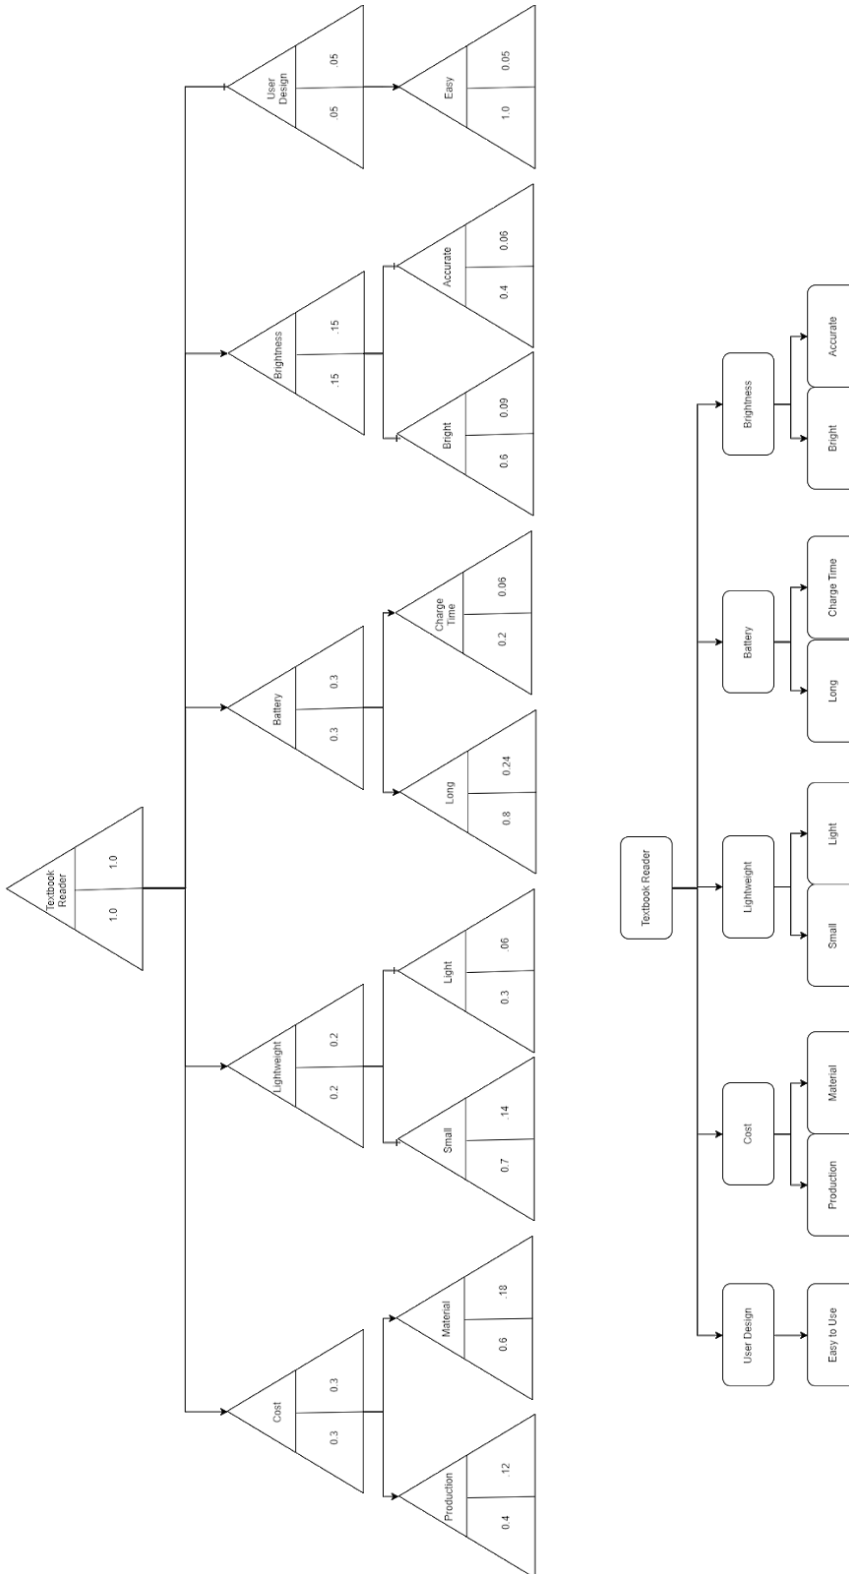 Textbook
Reader
1.0
1.0
Cost
0.3
0.3
Lightweight
0.2
0.2
Battery
0.3
0.3
Brightness
.15
.15
User
Design
.05
.05
Production
0.4
.12
Material
0.6
.18
Small
0.7
.14
Light
0.3
.06
Long
0.8
0.24
Charge
Time
0.2
0.06
Bright
0.6
0.09
Accurate
0.4
0.06
Easy
1.0
0.05
Textbook Reader
User Design
Cost
Lightweight
Battery
Brightness
Easy to Use
Production
Material
Small
Light
Long
Charge Time
Bright
Accurate